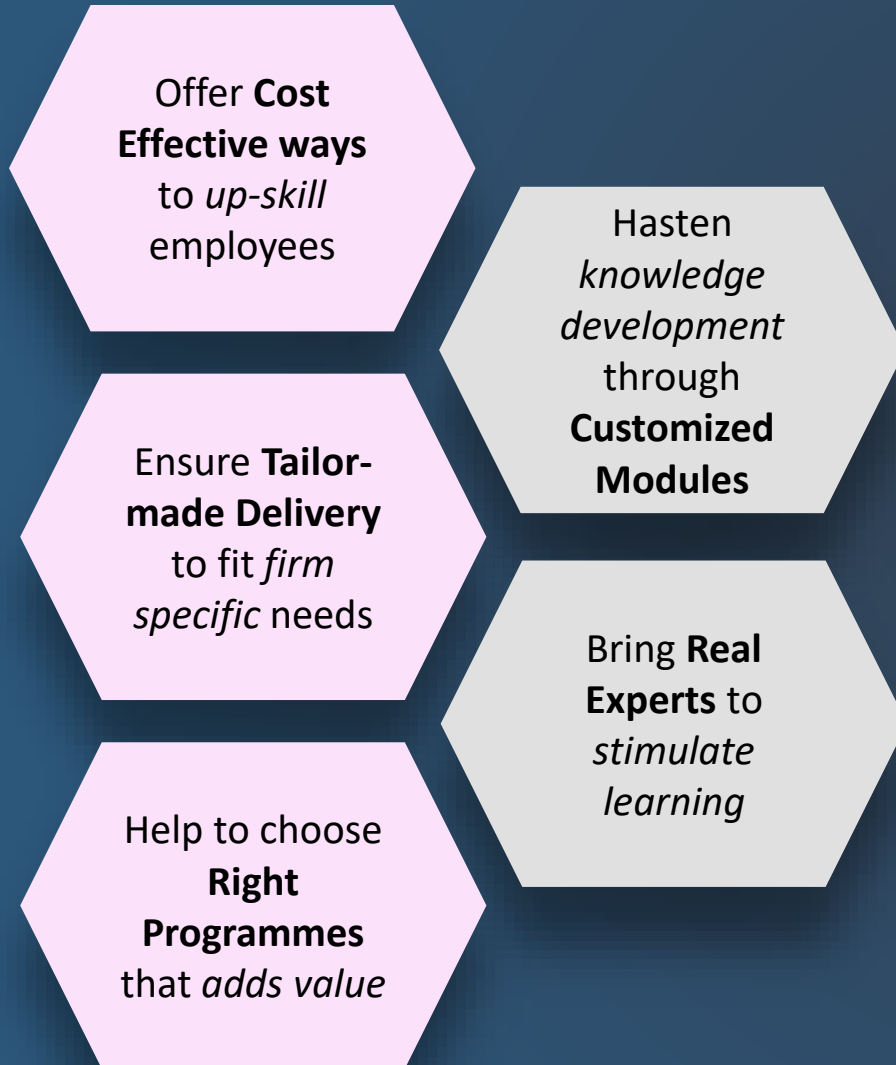 Offer Cost
Effective ways
to up-skill
employees
Hasten
knowledge
development
through
Customized
Modules
Ensure Tailor-
made Delivery
to fit firm
specific needs
Bring Real
Experts to
stimulate
learning
Help to choose
Right
Programmes
that adds value